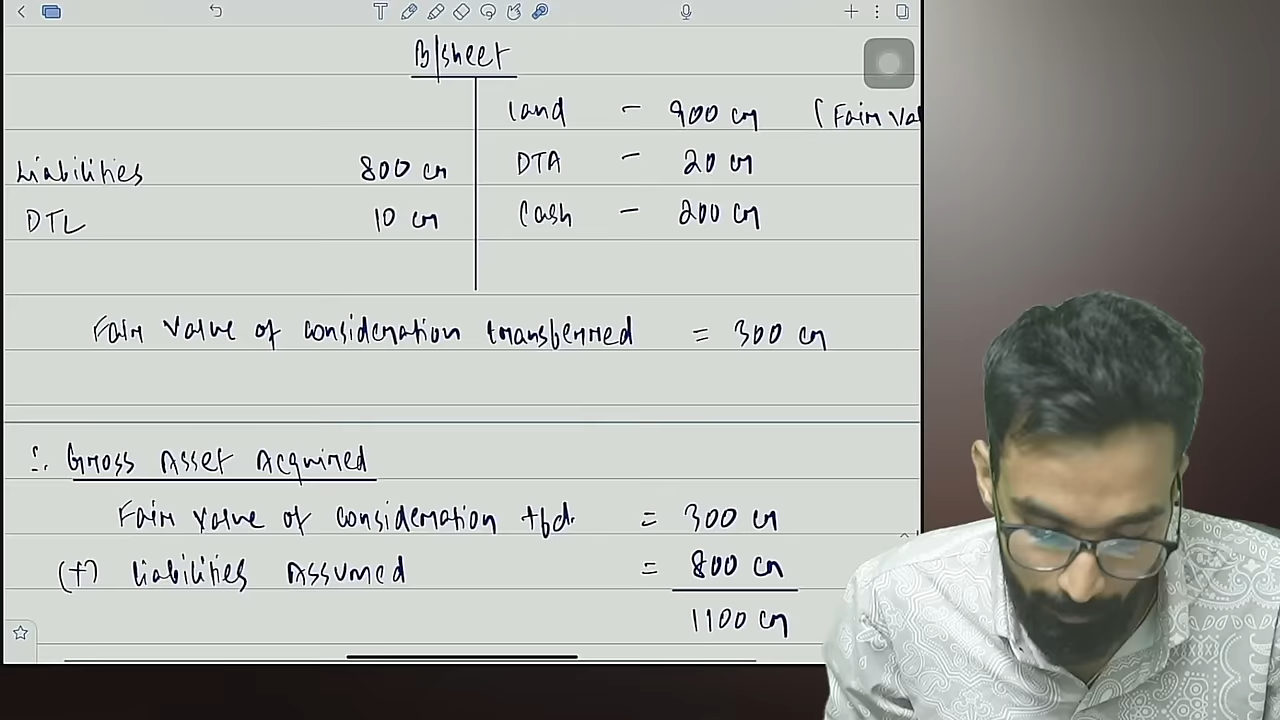 B/sheet
land - 900 cr (Fair Val
Liabilities 800 cr DTA - 20 cr
DTL 10 cr Cash - 200 cr
Fair value of consideration transferred = 300 cr
∴ Gross Asset Acquired
Fair value of consideration tfd. = 300 cr
(+) liabilities Assumed = 800 cr
1100 cr